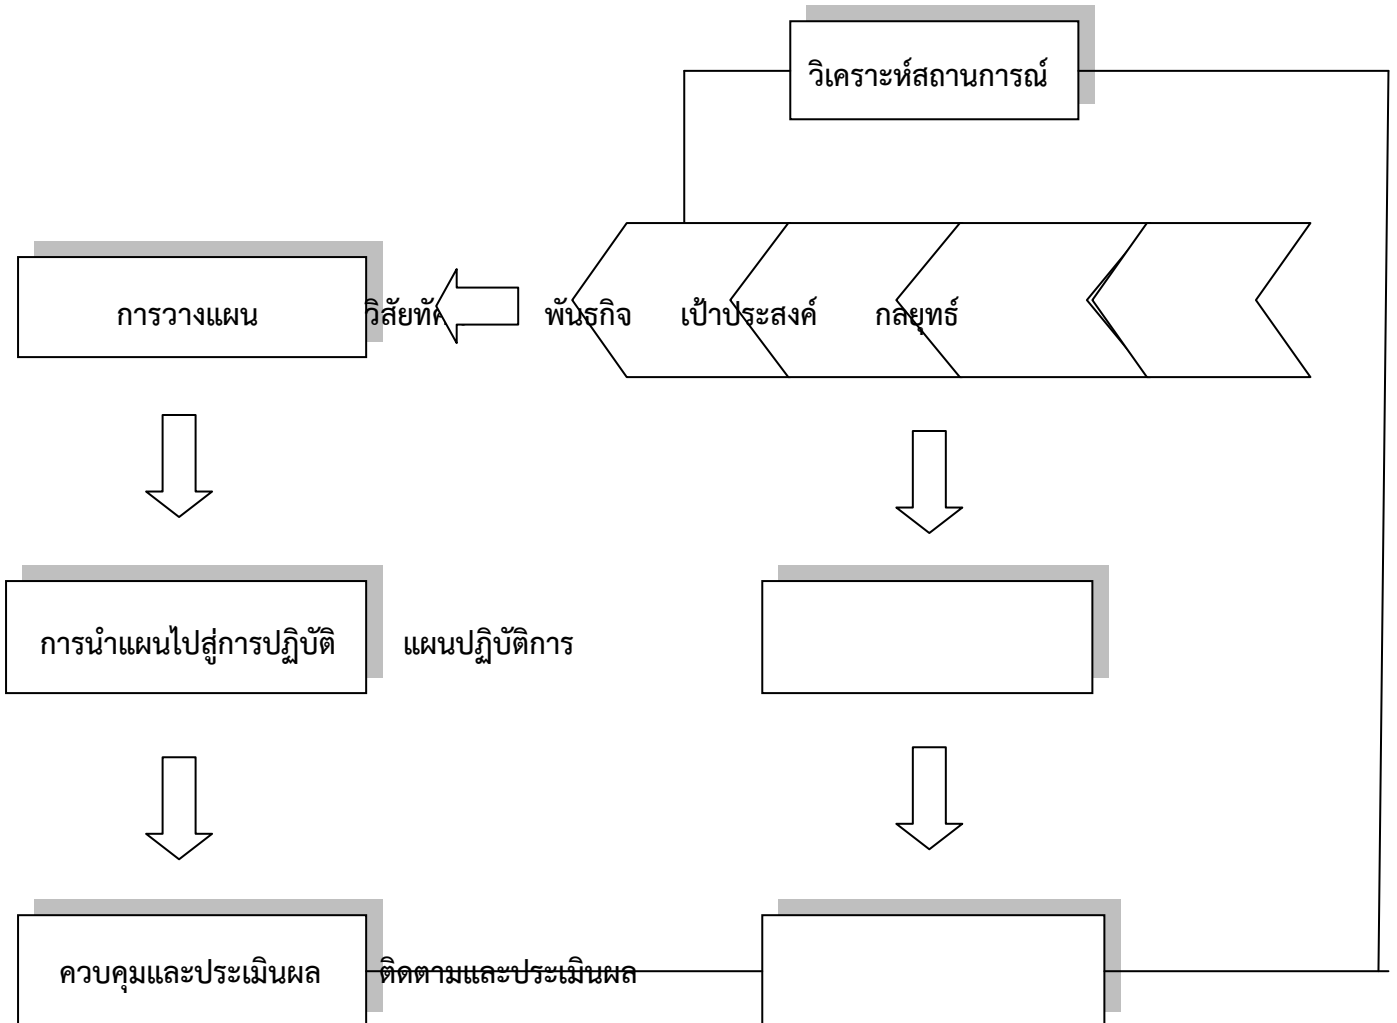 วิเคราะห์สถานการณ์
การวางแผน พันธกิจ เป้าประสงค์ กลยุทธ์
การนำแผนไปสู่การปฏิบัติ แผนปฏิบัติการ
ควบคุมและประเมินผล ติดตามและประเมินผล